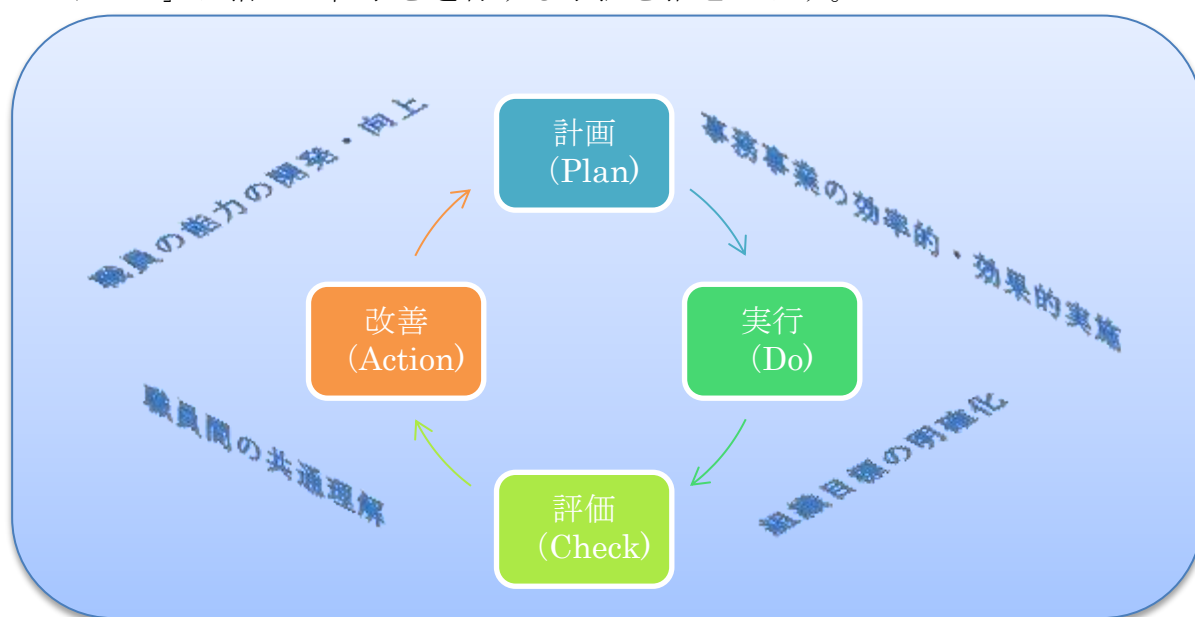 計画
(Plan)
職員の能力の開発・向上
事務事業の効率的・効果的実施
改善
(Action)
実行
(Do)
職員間の共通理解
組織目標の明確化
評価
(Check)